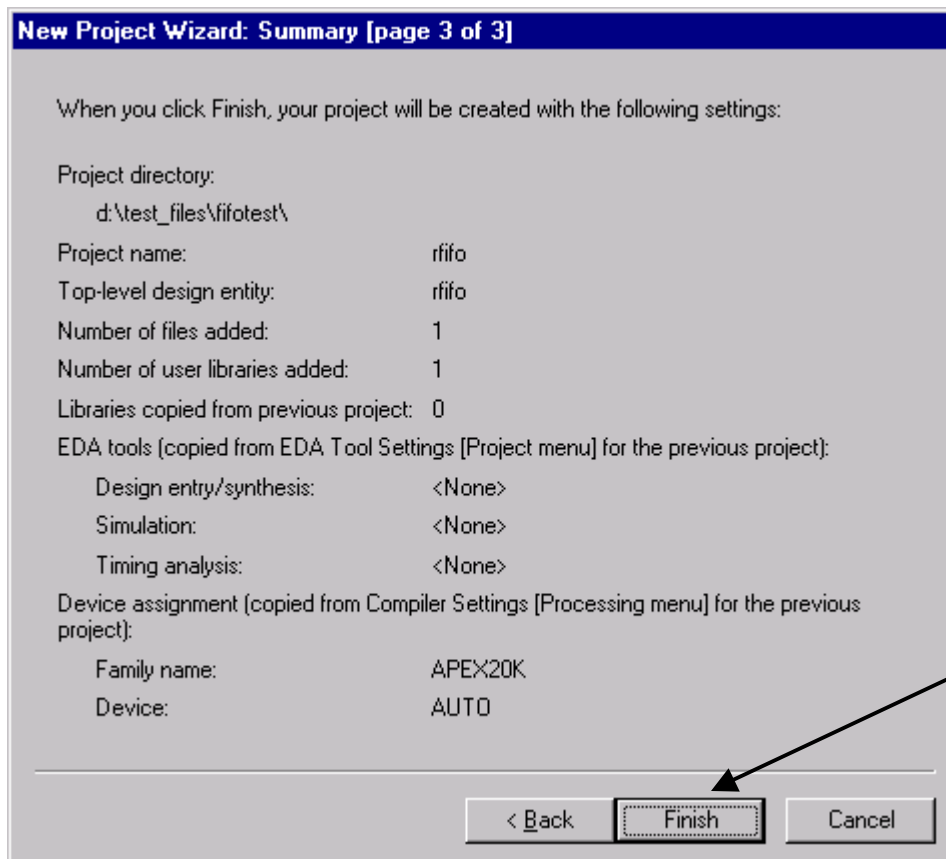 New Project Wizard: Summary [page 3 of 3]
When you click Finish, your project will be created with the following settings:
Project directory:
d:\test_files\fifotest\
Project name: rfifo
Top-level design entity: rfifo
Number of files added: 1
Number of user libraries added: 1
Libraries copied from previous project: 0
EDA tools (copied from EDA Tool Settings [Project menu] for the previous project):
Design entry/synthesis: <None>
Simulation: <None>
Timing analysis: <None>
Device assignment (copied from Compiler Settings [Processing menu] for the previous
project):
Family name: APEX20K
Device: AUTO
< Back Finish Cancel